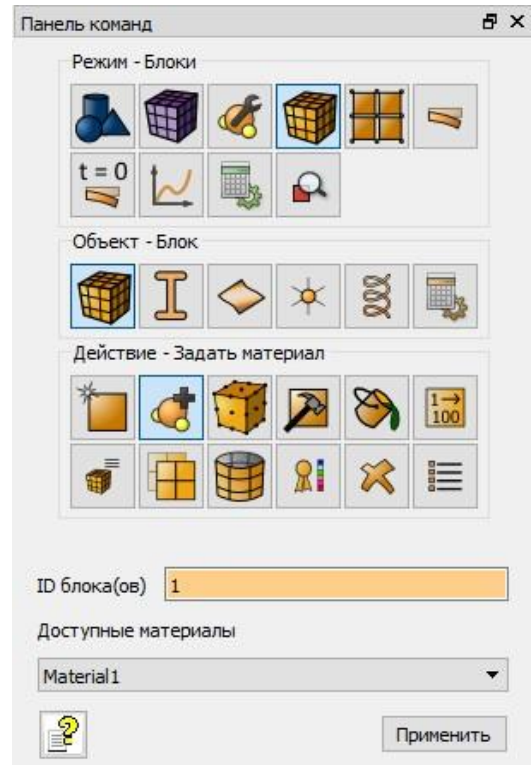 Панель команд
Режим - Блоки
t = 0
Объект - Блок
Действие - Задать материал
1→
100
ID блока(ов) 1
Доступные материалы
Material1
Применить